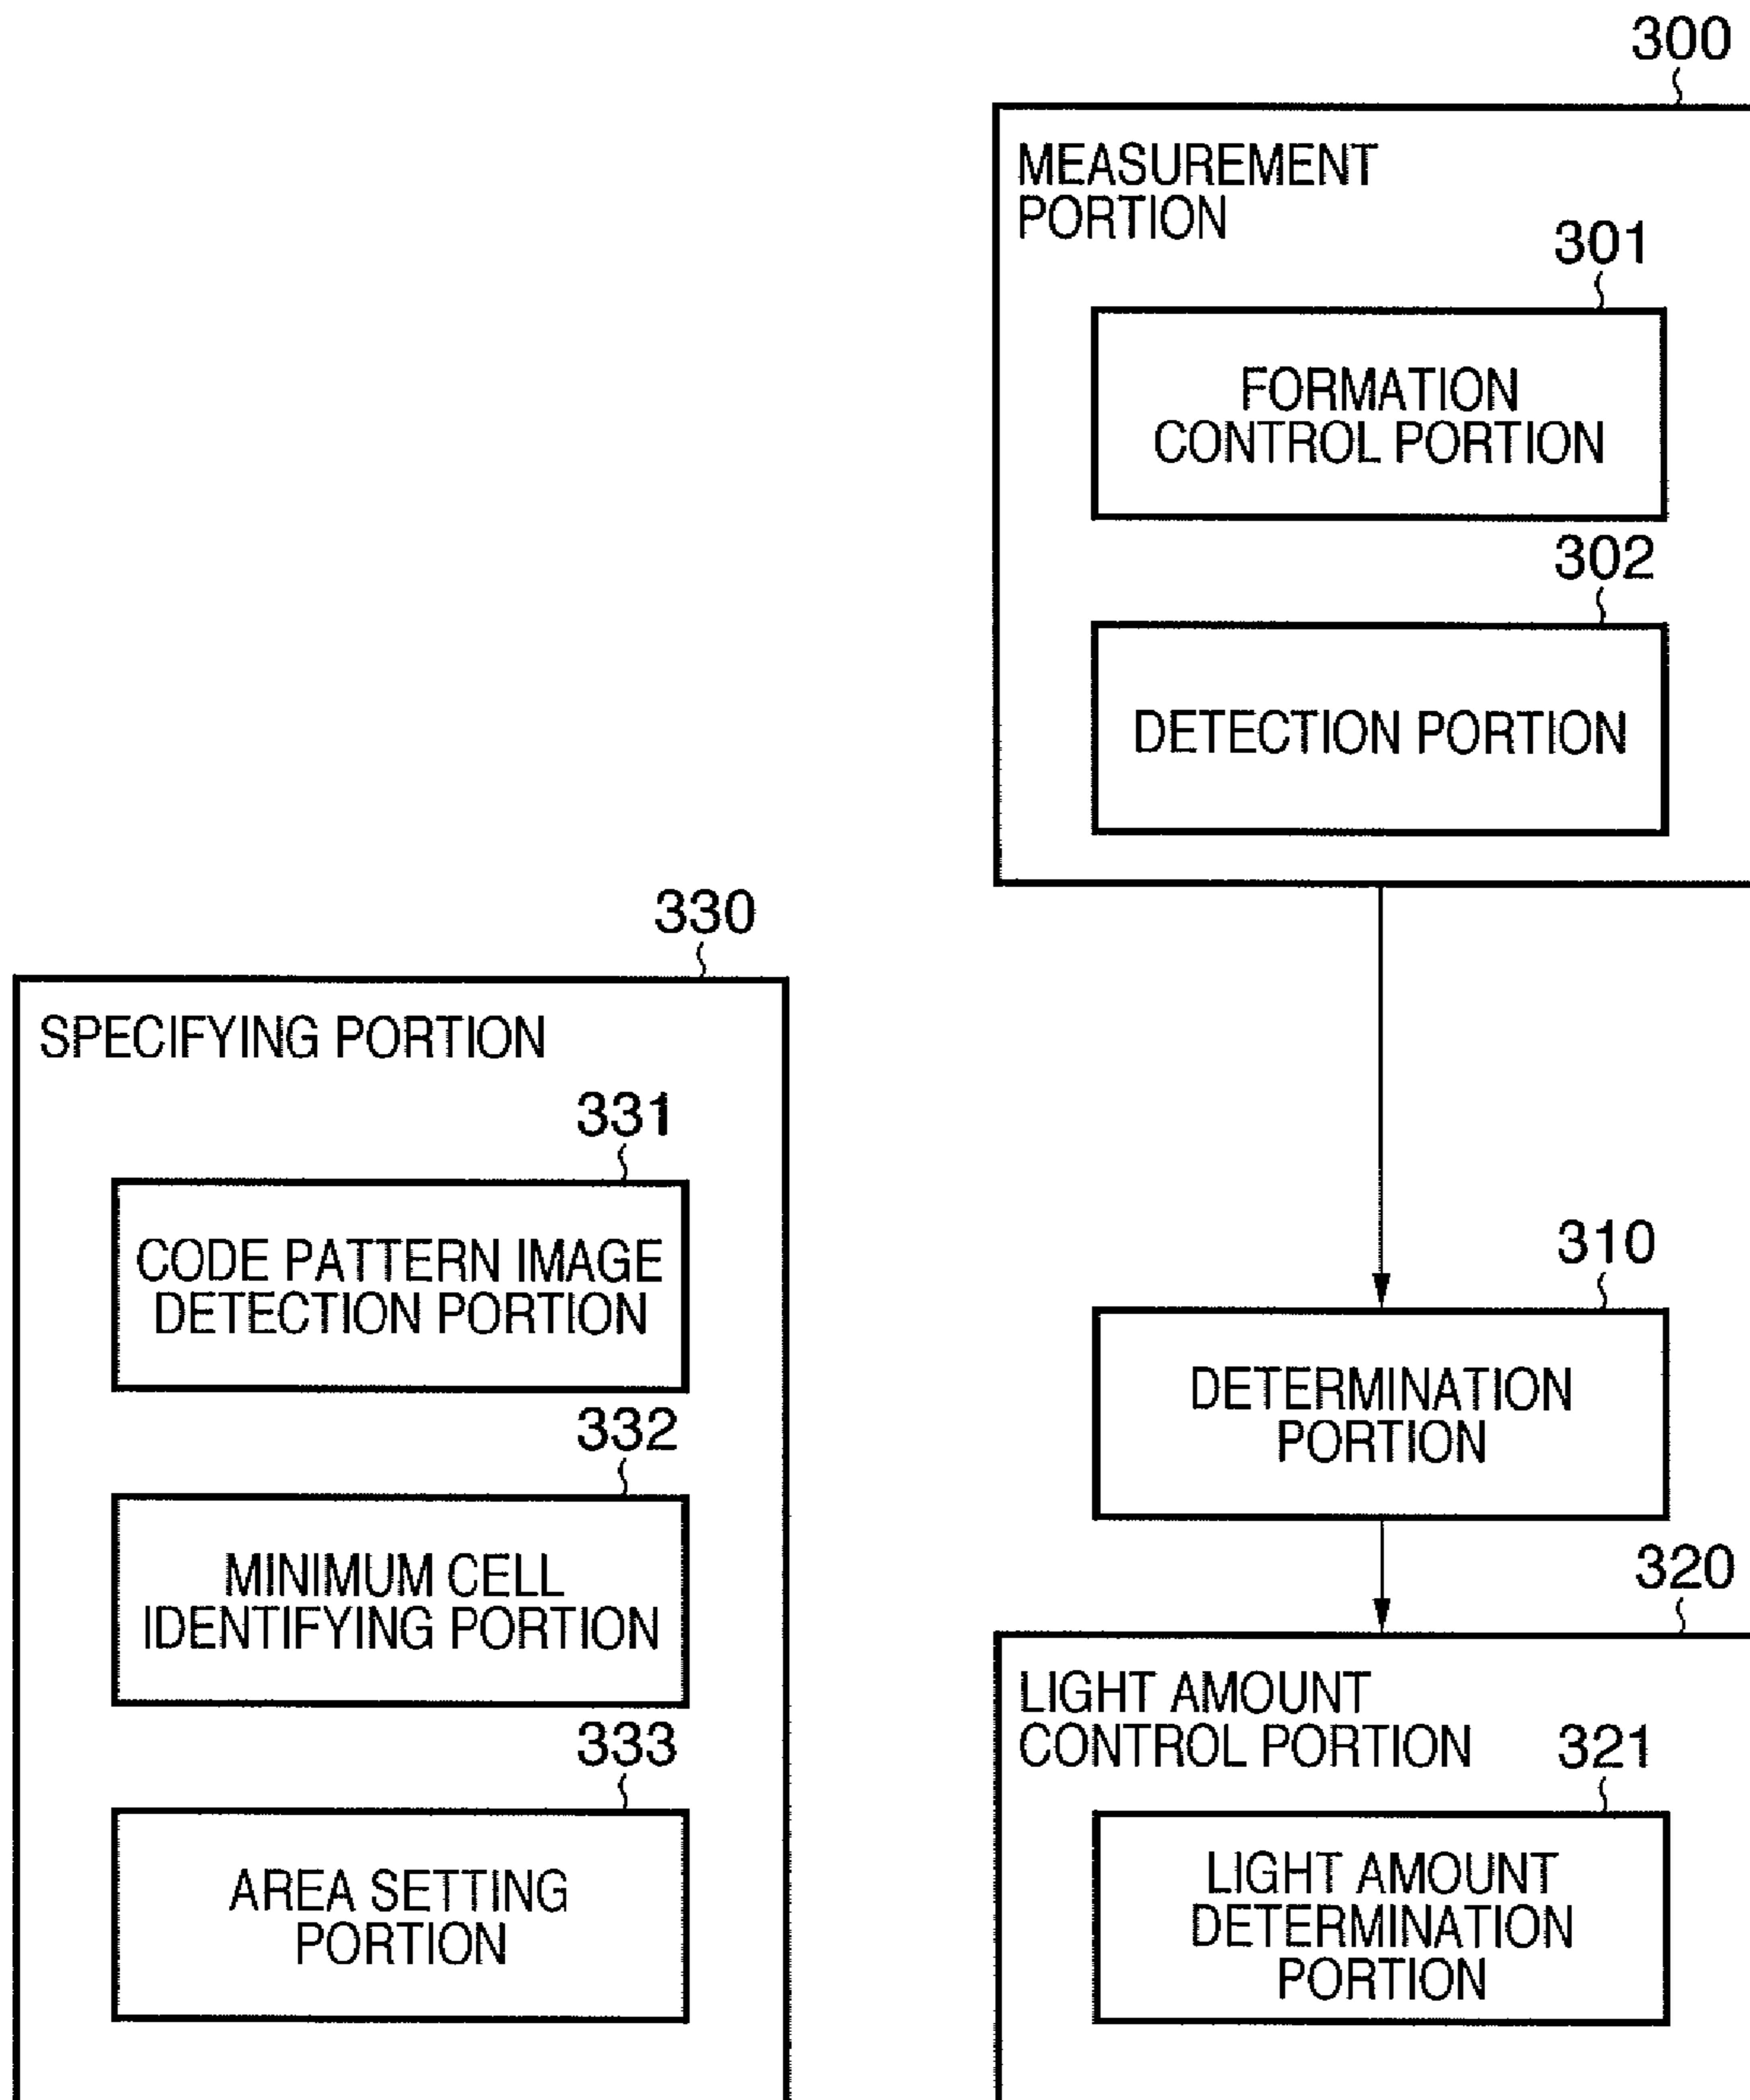 300
MEASUREMENT
PORTION
301
FORMATION
CONTROL PORTION
302
DETECTION PORTION
330
SPECIFYING PORTION
331
CODE PATTERN IMAGE
DETECTION PORTION
332
MINIMUM CELL
IDENTIFYING PORTION
333
AREA SETTING
PORTION
310
DETERMINATION
PORTION
320
LIGHT AMOUNT
CONTROL PORTION
321
LIGHT AMOUNT
DETERMINATION
PORTION